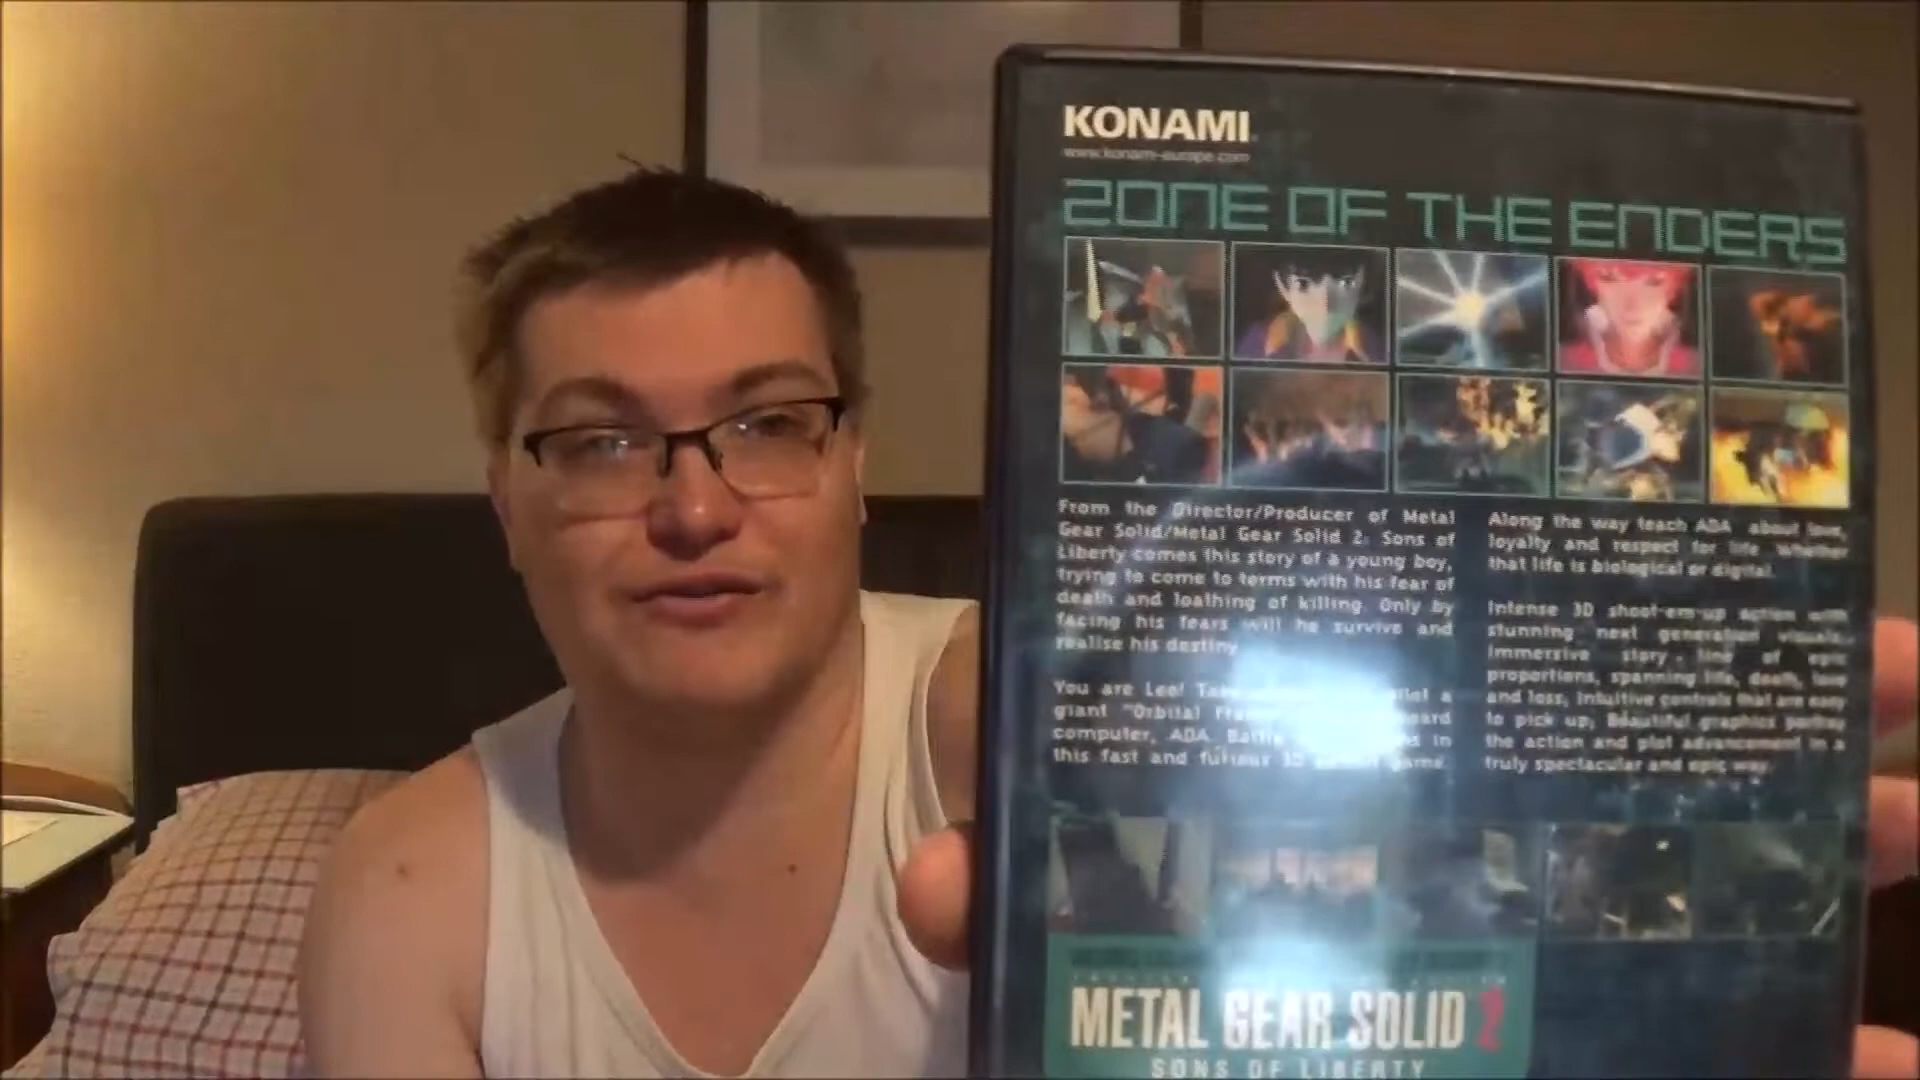 KONAMI
www.konami-europe.com
ZONE OF THE ENDERS
From the Director/Producer of Metal
Gear Solid/Metal Gear Solid 2: Sons of
Liberty comes this story of a young boy,
trying to come to terms with his fear of
death and loathing of killing. Only by
facing his fears will he survive and
realise his destiny.
You are Leo! a
giant "Orbital
computer, ADA. in
this fast and furious 3D game.
Along the way teach ADA about love,
loyalty and respect for life whether
that life is biological or digital.
Intense 3D shoot-em-up action with
stunning next generation visuals.
Immersive story-line of epic
proportions, spanning life, death, love
and loss, Intuitive controls that are easy
to pick up, Beautiful graphics portray
the action and plot advancement in a
truly spectacular and epic way.
METAL GEAR SOLID 2
SONS OF LIBERTY